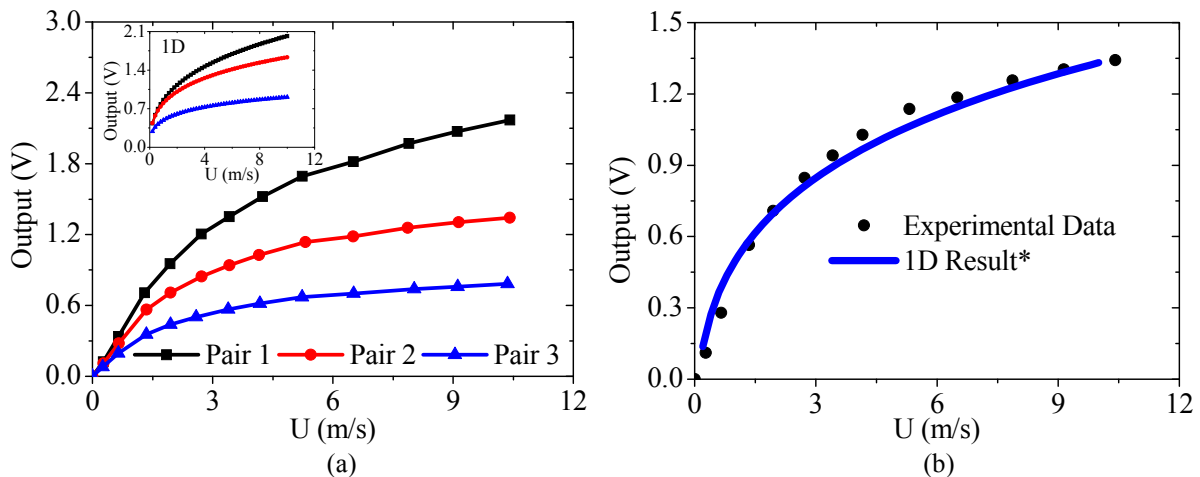 3.0
2.4
1.8
1.2
0.6
0.0
Output (V)
0 3 6 9 12
U (m/s)
(a)
2.1
1.4
0.7
0.0
Output (V)
1D
0 4 8 12
U (m/s)
Pair 1 Pair 2 Pair 3
1.5
1.2
0.9
0.6
0.3
0.0
Output (V)
Experimental Data
1D Result*
0 3 6 9 12
U (m/s)
(b)